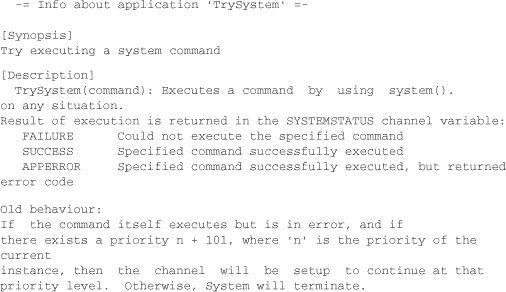 -= Info about application 'TrySystem' =-
[Synopsis]
Try executing a system command
[Description]
TrySystem(command): Executes a command by using system().
on any situation.
Result of execution is returned in the SYSTEMSTATUS channel variable:
FAILURE Could not execute the specified command
SUCCESS Specified command successfully executed
APPERROR Specified command successfully executed, but returned
error code
Old behaviour:
If the command itself executes but is in error, and if
there exists a priority n + 101, where 'n' is the priority of the
current
instance, then the channel will be setup to continue at that
priority level. Otherwise, System will terminate.